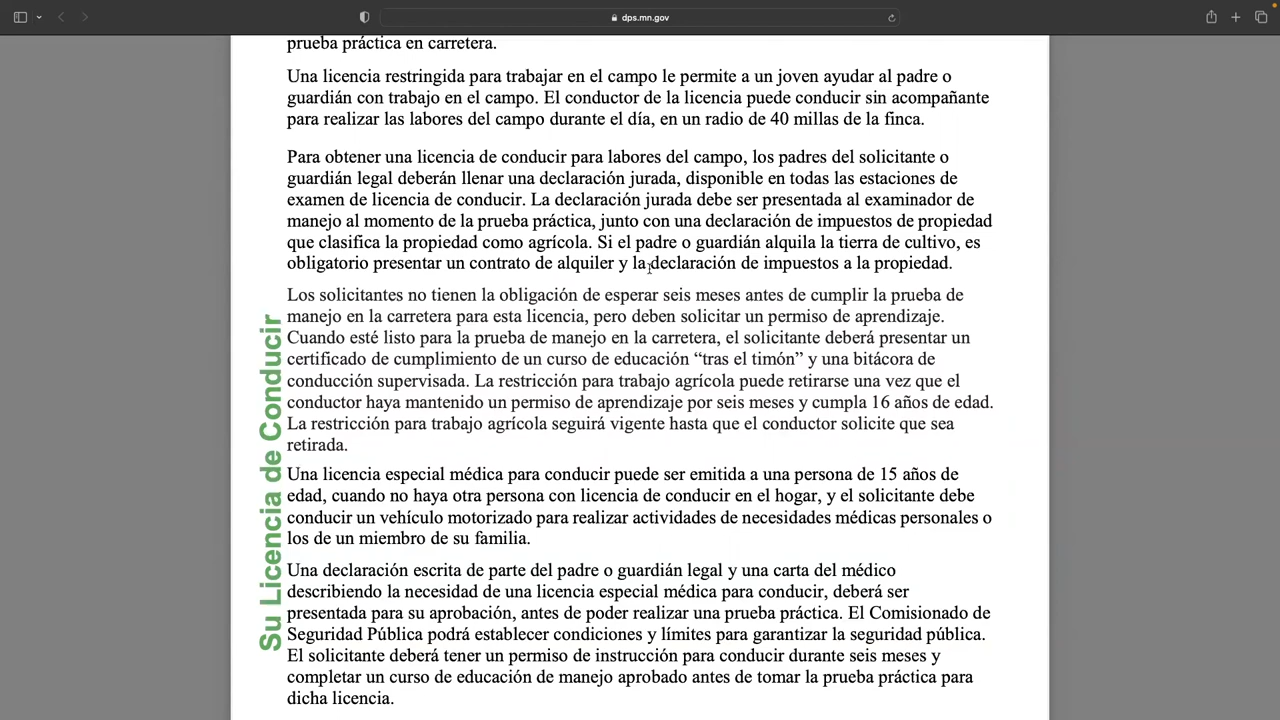 dps.mn.gov
prueba práctica en carretera.
Una licencia restringida para trabajar en el campo le permite a un joven ayudar al padre o
guardián con trabajo en el campo. El conductor de la licencia puede conducir sin acompañante
para realizar las labores del campo durante el día, en un radio de 40 millas de la finca.
Para obtener una licencia de conducir para labores del campo, los padres del solicitante o
guardián legal deberán llenar una declaración jurada, disponible en todas las estaciones de
examen de licencia de conducir. La declaración jurada debe ser presentada al examinador de
manejo al momento de la prueba práctica, junto con una declaración de impuestos de propiedad
que clasifica la propiedad como agrícola. Si el padre o guardián alquila la tierra de cultivo, es
obligatorio presentar un contrato de alquiler y la declaración de impuestos a la propiedad.
Los solicitantes no tienen la obligación de esperar seis meses antes de cumplir la prueba de
manejo en la carretera para esta licencia, pero deben solicitar un permiso de aprendizaje.
Cuando esté listo para la prueba de manejo en la carretera, el solicitante deberá presentar un
certificado de cumplimiento de un curso de educación “tras el timón” y una bitácora de
conducción supervisada. La restricción para trabajo agrícola puede retirarse una vez que el
conductor haya mantenido un permiso de aprendizaje por seis meses y cumpla 16 años de edad.
La restricción para trabajo agrícola seguirá vigente hasta que el conductor solicite que sea
retirada.
Una licencia especial médica para conducir puede ser emitida a una persona de 15 años de
edad, cuando no haya otra persona con licencia de conducir en el hogar, y el solicitante debe
conducir un vehículo motorizado para realizar actividades de necesidades médicas personales o
los de un miembro de su familia.
Una declaración escrita de parte del padre o guardián legal y una carta del médico
describiendo la necesidad de una licencia especial médica para conducir, deberá ser
presentada para su aprobación, antes de poder realizar una prueba práctica. El Comisionado de
Seguridad Pública podrá establecer condiciones y límites para garantizar la seguridad pública.
El solicitante deberá tener un permiso de instrucción para conducir durante seis meses y
completar un curso de educación de manejo aprobado antes de tomar la prueba práctica para
dicha licencia.
Su Licencia de Conducir